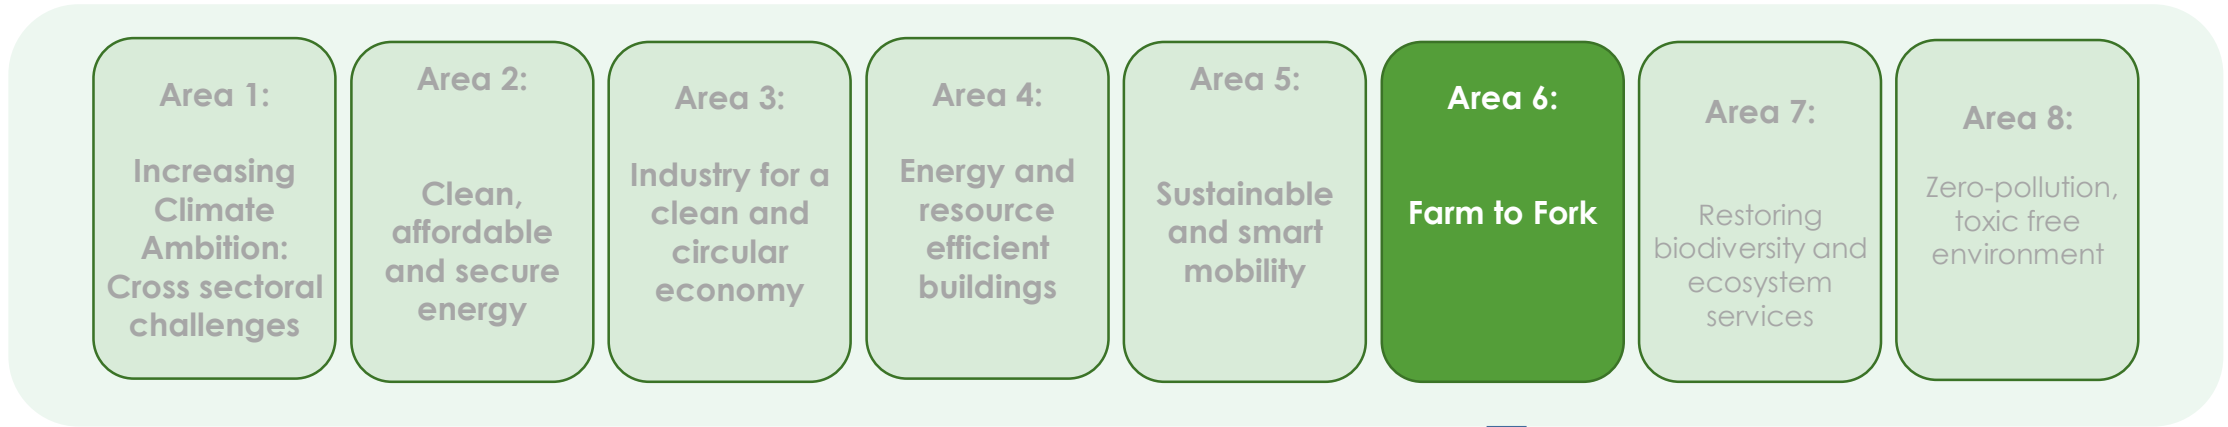 Area 1:
Increasing
Climate
Ambition:
Cross sectoral
challenges
Area 2:
Clean,
affordable
and secure
energy
Area 3:
Industry for a
clean and
circular
economy
Area 4:
Energy and
resource
efficient
buildings
Area 5:
Sustainable
and smart
mobility
Area 6:
Farm to Fork
Area 7:
Restoring
biodiversity and
ecosystem
services
Area 8:
Zero-pollution,
toxic free
environment